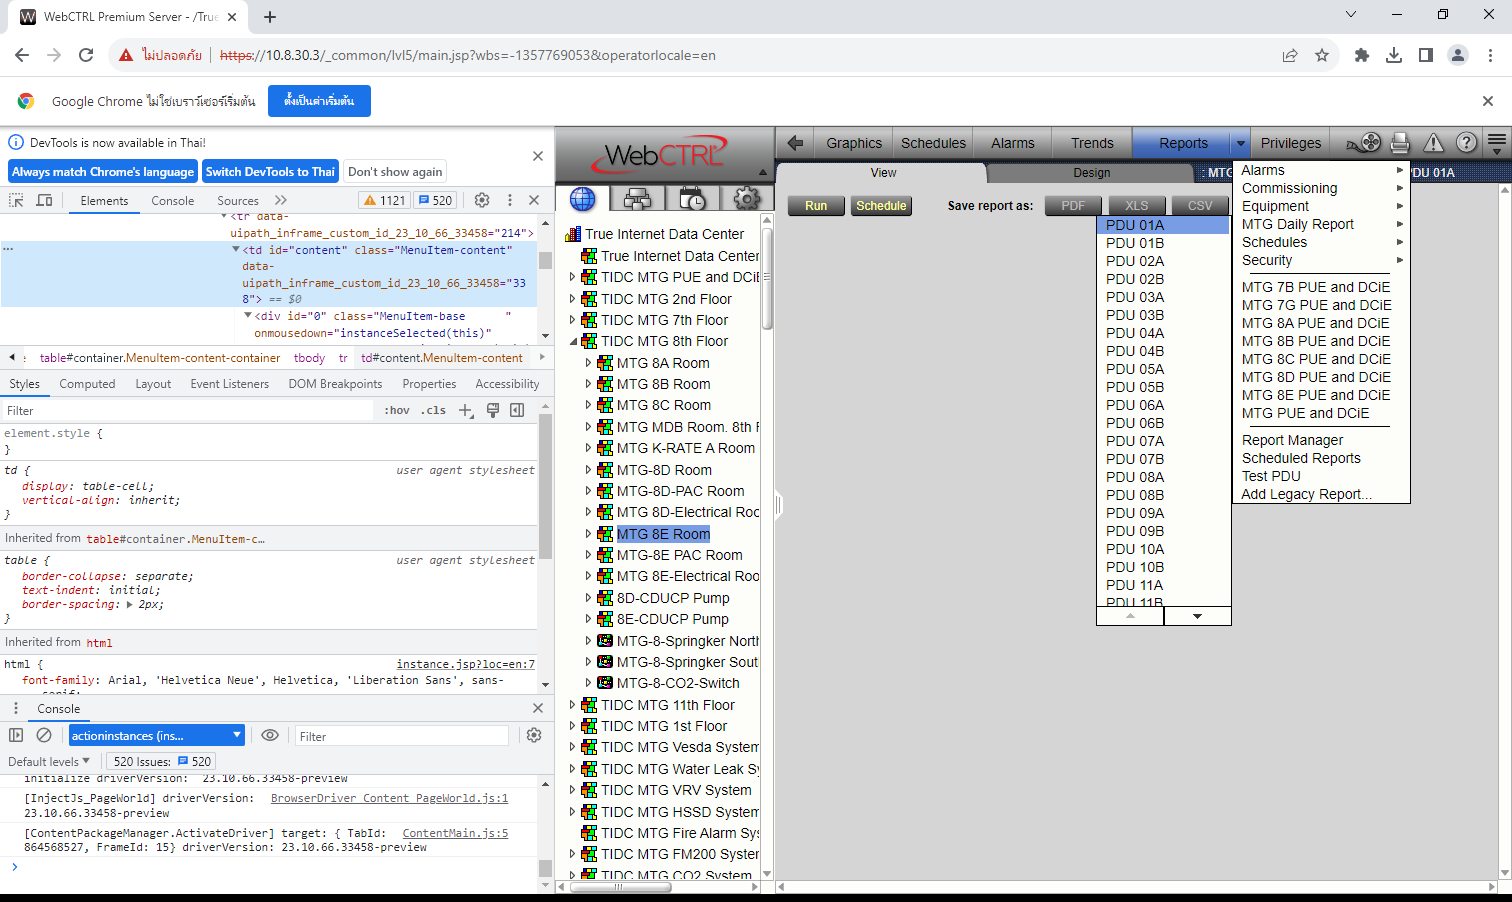 WebCTRL Premium Server - /True
ไม่ปลอดภัย https://10.8.30.3/_common/lvl5/main.jsp?wbs=-1357769053&operatorlocale=en
Google Chrome ไม่ใช่เบราว์เซอร์เริ่มต้น ตั้งเป็นค่าเริ่มต้น
DevTools is now available in Thai!
Always match Chrome's language Switch DevTools to Thai Don't show again
Elements Console Sources 1121 520
<tr data-
uipath_inframe_custom_id_23_10_66_33458="214">
<td id="content" class="MenuItem-content"
data-
uipath_inframe_custom_id_23_10_66_33458="33
8"> == $0
<div id="0" class="MenuItem-base "
onmousedown="instanceSelected(this)"
table#container.MenuItem-content-container tbody tr td#content.MenuItem-content
Styles Computed Layout Event Listeners DOM Breakpoints Properties Accessibility
Filter :hov .cls
element.style {
}
td { user agent stylesheet
display: table-cell;
vertical-align: inherit;
}
Inherited from table#container.MenuItem-c…
table { user agent stylesheet
border-collapse: separate;
text-indent: initial;
border-spacing: 2px;
}
Inherited from html
html { instance.jsp?loc=en:7
font-family: Arial, 'Helvetica Neue', Helvetica, 'Liberation Sans', sans-
serif;
Console
actioninstances (ins... Filter
Default levels 520 Issues: 520
initialize driverVersion: 23.10.66.33458-preview
[InjectJs_PageWorld] driverVersion: BrowserDriver_Content_PageWorld.js:1
23.10.66.33458-preview
[ContentPackageManager.ActivateDriver] target: { TabId: ContentMain.js:5
864568527, FrameId: 15} driverVersion: 23.10.66.33458-preview
WebCTRL
True Internet Data Center
True Internet Data Center
TIDC MTG PUE and DCiE
TIDC MTG 2nd Floor
TIDC MTG 7th Floor
TIDC MTG 8th Floor
MTG 8A Room
MTG 8B Room
MTG 8C Room
MTG MDB Room. 8th F
MTG K-RATE A Room
MTG-8D Room
MTG-8D-PAC Room
MTG 8D-Electrical Roo
MTG 8E Room
MTG-8E PAC Room
MTG 8E-Electrical Roo
8D-CDUCP Pump
8E-CDUCP Pump
MTG-8-Springker North
MTG-8-Springker Sout
MTG-8-CO2-Switch
TIDC MTG 11th Floor
TIDC MTG 1st Floor
TIDC MTG Vesda System
TIDC MTG Water Leak Sy
TIDC MTG VRV System
TIDC MTG HSSD System
TIDC MTG Fire Alarm Sys
TIDC MTG FM200 System
TIDC MTG CO2 System
Graphics Schedules Alarms Trends Reports Privileges
View Design : MTG PDU 01A
Run Schedule Save report as: PDF XLS CSV
PDU 01A
PDU 01B
PDU 02A
PDU 02B
PDU 03A
PDU 03B
PDU 04A
PDU 04B
PDU 05A
PDU 05B
PDU 06A
PDU 06B
PDU 07A
PDU 07B
PDU 08A
PDU 08B
PDU 09A
PDU 09B
PDU 10A
PDU 10B
PDU 11A
PDU 11B
Alarms
Commissioning
Equipment
MTG Daily Report
Schedules
Security
MTG 7B PUE and DCiE
MTG 7G PUE and DCiE
MTG 8A PUE and DCiE
MTG 8B PUE and DCiE
MTG 8C PUE and DCiE
MTG 8D PUE and DCiE
MTG 8E PUE and DCiE
MTG PUE and DCiE
Report Manager
Scheduled Reports
Test PDU
Add Legacy Report...